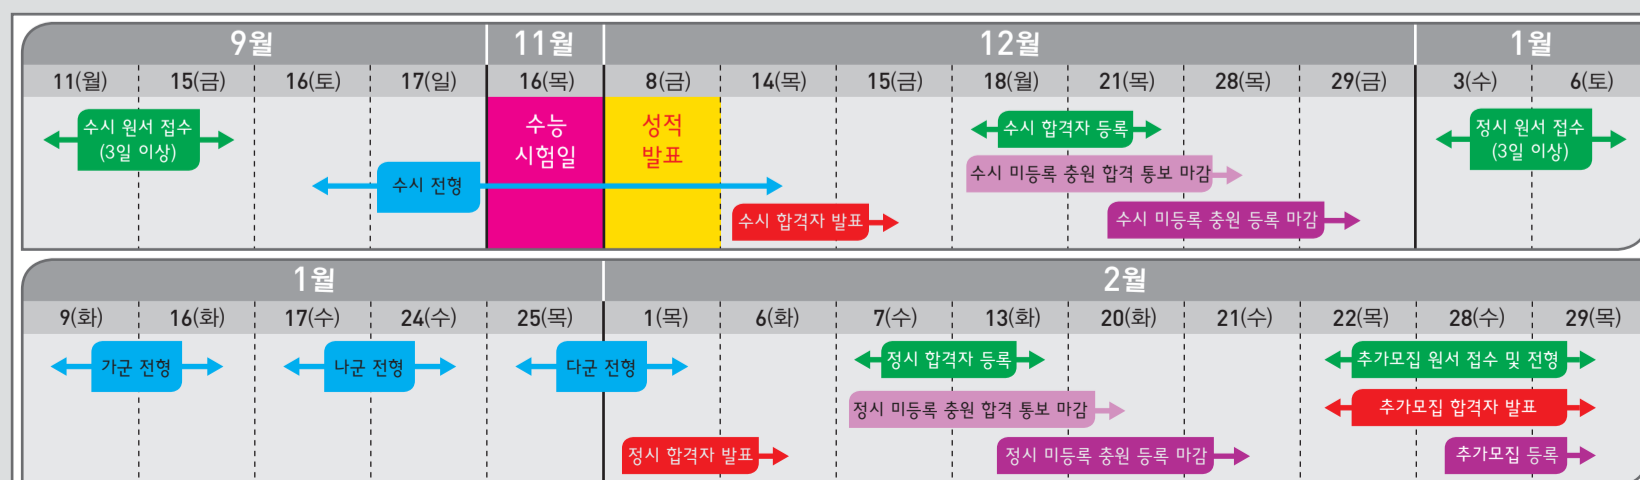 9월 11월 12월 1월
11(월) 15(금) 16(토) 17(일) 16(목) 8(금) 14(목) 15(금) 18(월) 21(목) 28(목) 29(금) 3(수) 6(토)
수시 원서 접수
(3일 이상)
수시 전형
수능
시험일
성적
발표
수시 합격자 발표
수시 합격자 등록
수시 미등록 충원 합격 통보 마감
수시 미등록 충원 등록 마감
정시 원서 접수
(3일 이상)
1월 2월
9(화) 16(화) 17(수) 24(수) 25(목) 1(목) 6(화) 7(수) 13(화) 20(화) 21(수) 22(목) 28(수) 29(목)
가군 전형
나군 전형
다군 전형
정시 합격자 발표
정시 합격자 등록
정시 미등록 충원 합격 통보 마감
정시 미등록 충원 등록 마감
추가모집 원서 접수 및 전형
추가모집 합격자 발표
추가모집 등록